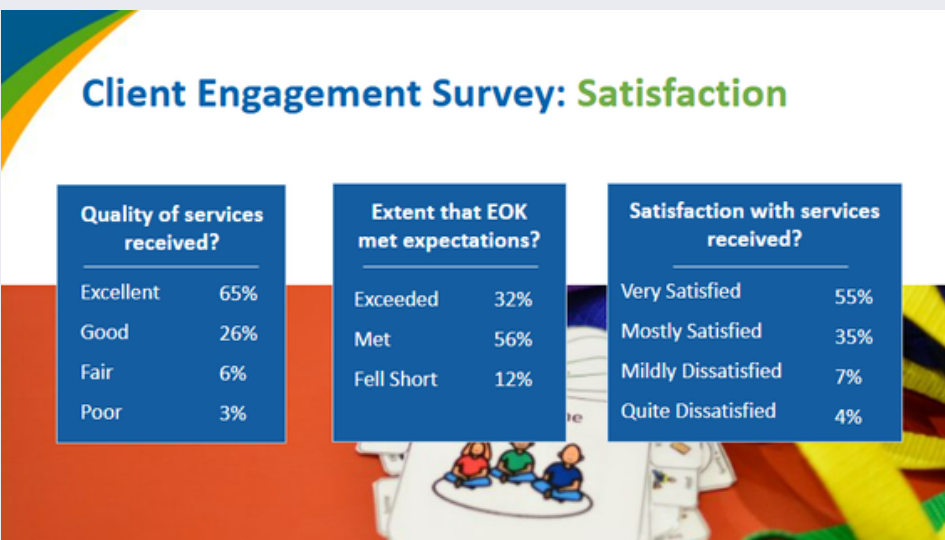 Client Engagement Survey: Satisfaction
Quality of services
received?
Excellent 65%
Good 26%
Fair 6%
Poor 3%
Extent that EOK
met expectations?
Exceeded 32%
Met 56%
Fell Short 12%
Satisfaction with services
received?
Very Satisfied 55%
Mostly Satisfied 35%
Mildly Dissatisfied 7%
Quite Dissatisfied 4%